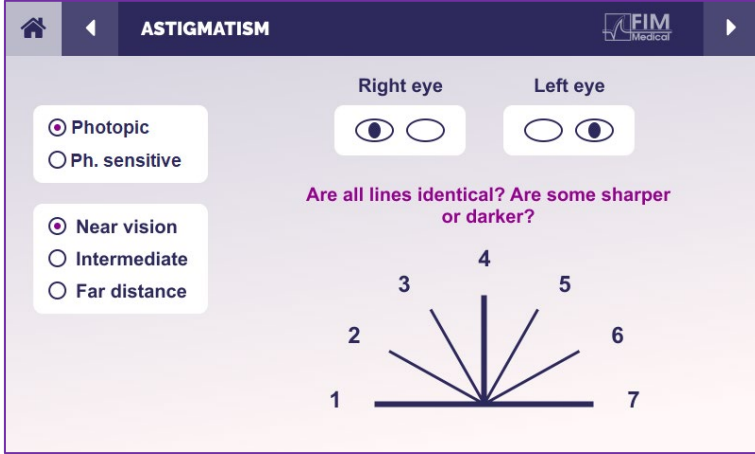 ASTIGMATISM
FIM
Medical
Right eye
Left eye
Photopic
Ph. sensitive
Near vision
Intermediate
Far distance
Are all lines identical? Are some sharper
or darker?
4
3
5
2
6
1
7